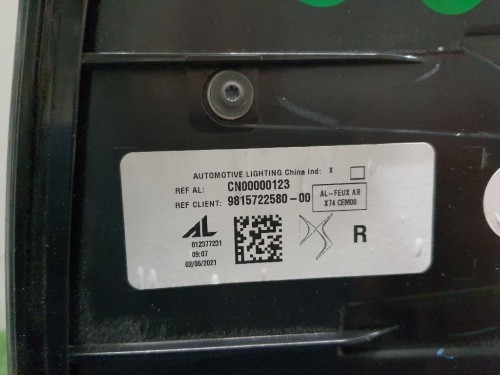 AUTOMOTIVE LIGHTING China Ind: X
REF AL: CN00000123
REF CLIENT: 9815722580-00
AL-FEUX AR
X74 CEM00
AL
012377231
09:07
02/05/2021
R